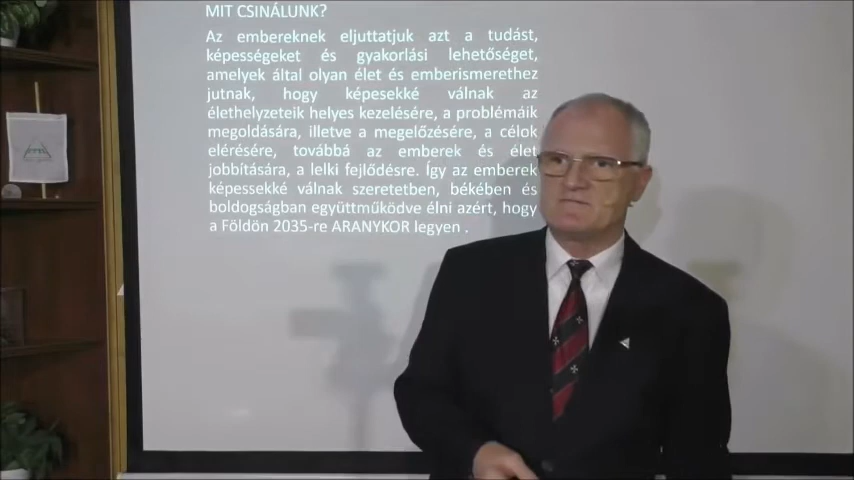 MIT CSINÁLUNK?
Az embereknek eljuttatjuk azt a tudást,
képességeket és gyakorlási lehetőséget,
amelyek által olyan élet és emberismerethez
jutnak, hogy képesekké válnak az
élethelyzeteik helyes kezelésére, a problémáik
megoldására, illetve a megelőzésére, a célok
elérésére, továbbá az emberek és élet
jobbítására, a lelki fejlődésre. Így az emberek
képessekké válnak szeretetben, békében és
boldogságban együttműködve élni azért, hogy
a Földön 2035-re ARANYKOR legyen .